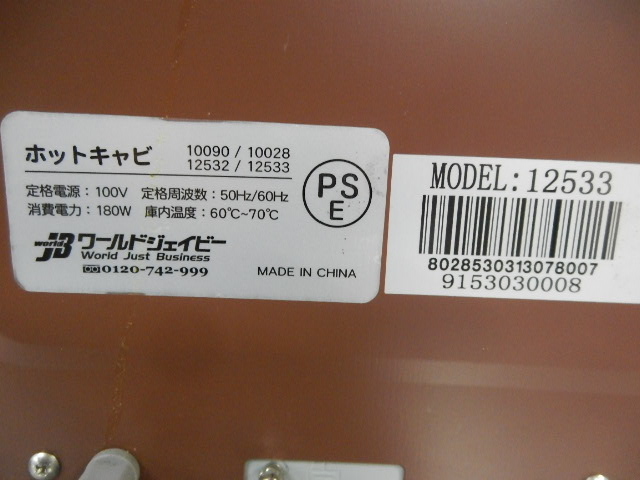 ホットキャビ 10090 / 10028
12532 / 12533
定格電源：100V 定格周波数：50Hz/60Hz
消費電力：180W 庫内温度：60℃~70℃
PS
E
world JB ワールドジェイビー
World Just Business
0120-742-999
MADE IN CHINA
MODEL:12533
8028530313078007
9153030008